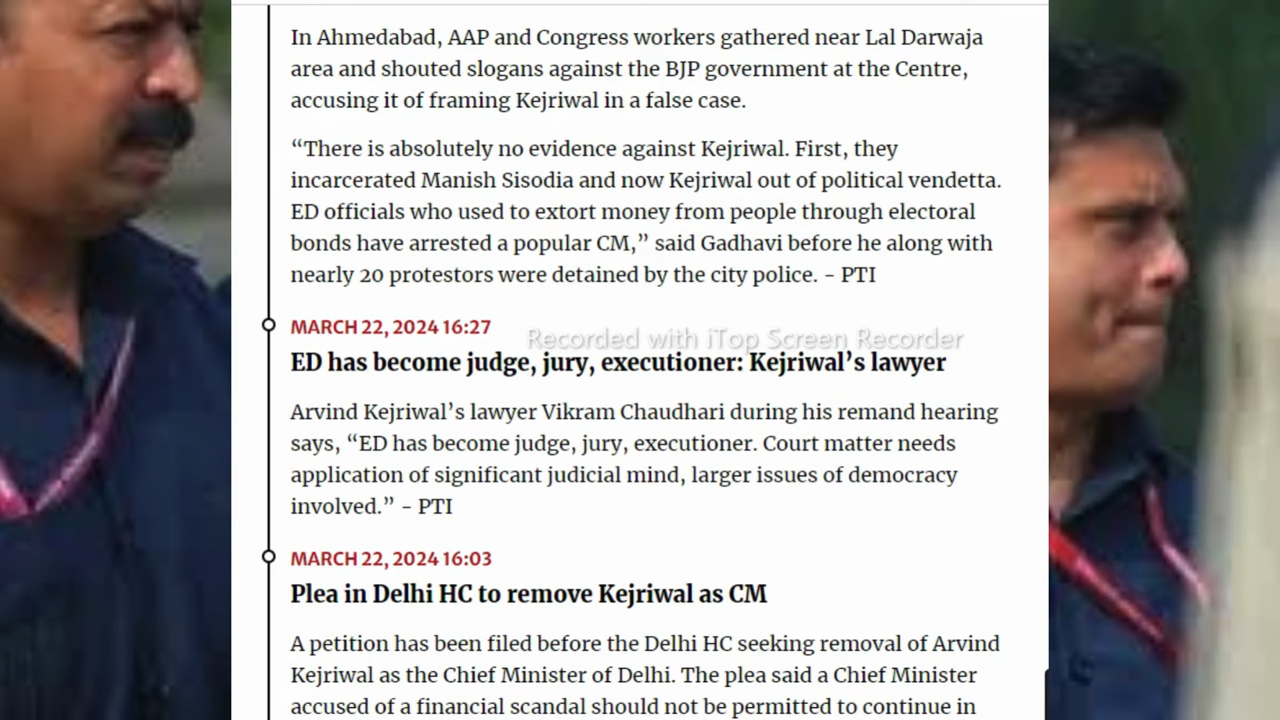 In Ahmedabad, AAP and Congress workers gathered near Lal Darwaja
area and shouted slogans against the BJP government at the Centre,
accusing it of framing Kejriwal in a false case.
“There is absolutely no evidence against Kejriwal. First, they
incarcerated Manish Sisodia and now Kejriwal out of political vendetta.
ED officials who used to extort money from people through electoral
bonds have arrested a popular CM,” said Gadhavi before he along with
nearly 20 protestors were detained by the city police. - PTI
MARCH 22, 2024 16:27
Recorded with iTop Screen Recorder
ED has become judge, jury, executioner: Kejriwal’s lawyer
Arvind Kejriwal’s lawyer Vikram Chaudhari during his remand hearing
says, “ED has become judge, jury, executioner. Court matter needs
application of significant judicial mind, larger issues of democracy
involved.” - PTI
MARCH 22, 2024 16:03
Plea in Delhi HC to remove Kejriwal as CM
A petition has been filed before the Delhi HC seeking removal of Arvind
Kejriwal as the Chief Minister of Delhi. The plea said a Chief Minister
accused of a financial scandal should not be permitted to continue in